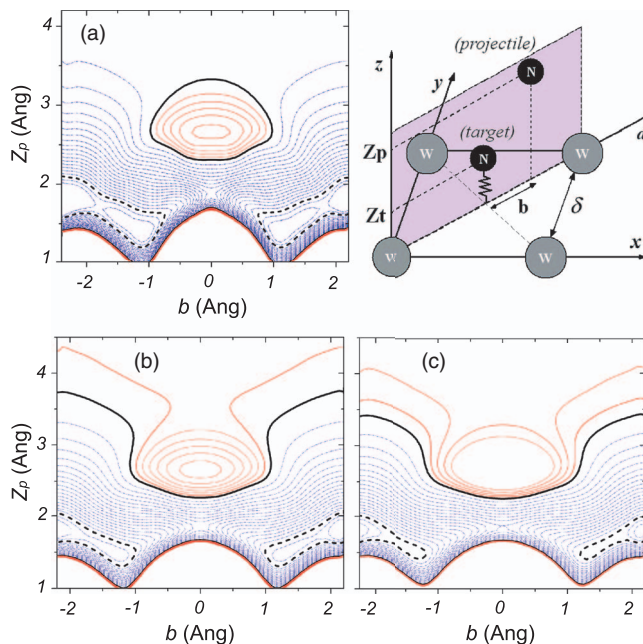 (a)
Z_p (Ang)
4
3
2
1
-2
-1
0
1
2
b (Ang)
z
y
(projectile)
N
(target)
N
W
W
Zp
Zt
b
δ
W
W
x
(b)
Z_p (Ang)
4
3
2
1
-2
-1
0
1
2
b (Ang)
(c)
-2
-1
0
1
2
b (Ang)